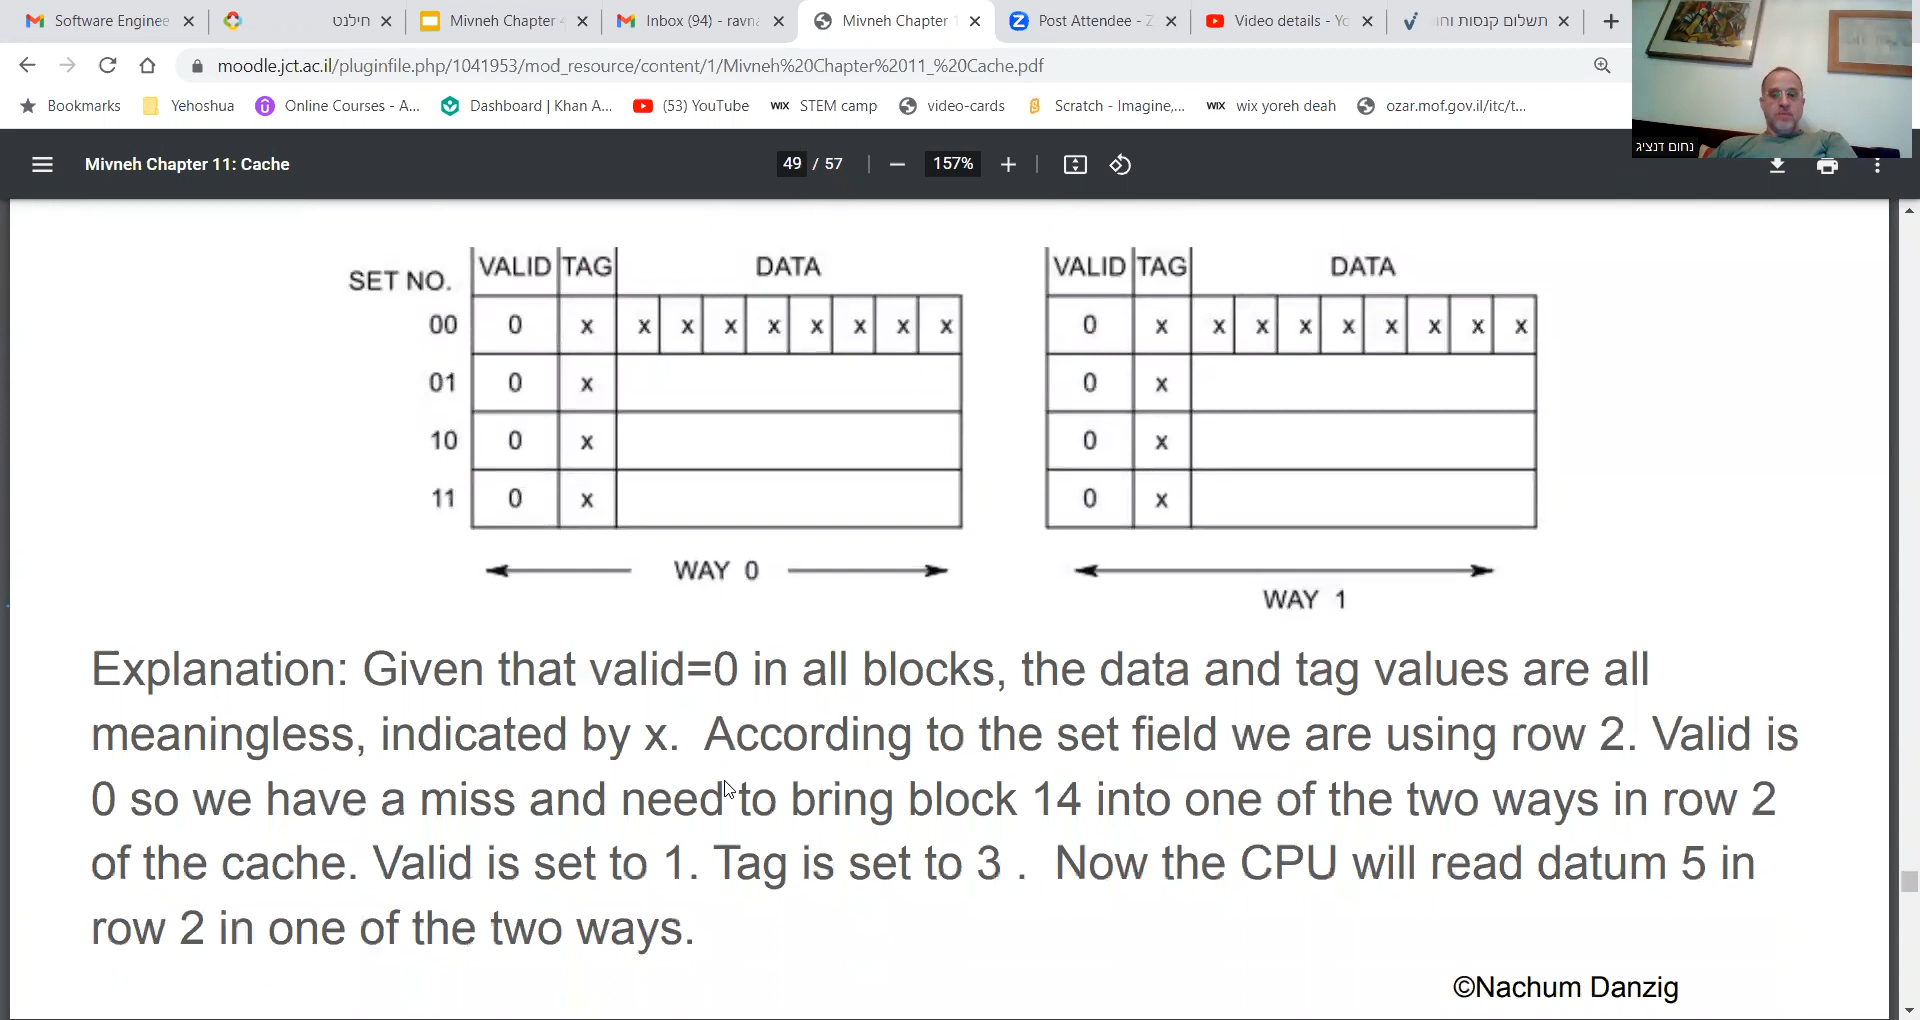 Software Enginee
חילנט
Mivneh Chapter
Inbox (94) - ravna
Mivneh Chapter
Post Attendee - Z
Video details - Yo
תשלום קנסות וחו
moodle.jct.ac.il/pluginfile.php/1041953/mod_resource/content/1/Mivneh%20Chapter%2011_%20Cache.pdf
Bookmarks Yehoshua Online Courses - A... Dashboard | Khan A... (53) YouTube WIX STEM camp video-cards Scratch - Imagine,... WIX wix yoreh deah ozar.mof.gov.il/itc/t...
נחום דנציג
Mivneh Chapter 11: Cache 49 / 57 157%
SET NO. VALID TAG DATA VALID TAG DATA
00 0 x x x x x x x x x 0 x x x x x x x x x
01 0 x 0 x
10 0 x 0 x
11 0 x 0 x
WAY 0
WAY 1
Explanation: Given that valid=0 in all blocks, the data and tag values are all
meaningless, indicated by x. According to the set field we are using row 2. Valid is
0 so we have a miss and need to bring block 14 into one of the two ways in row 2
of the cache. Valid is set to 1. Tag is set to 3 . Now the CPU will read datum 5 in
row 2 in one of the two ways.
©Nachum Danzig